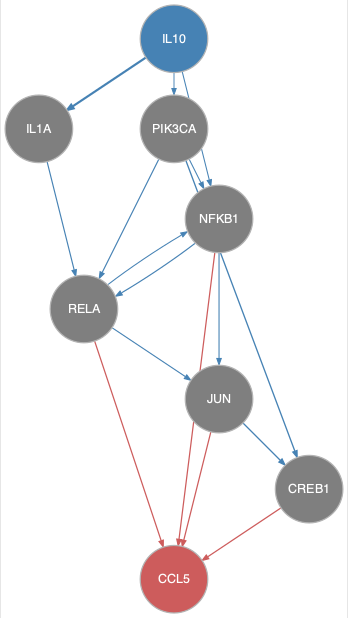 IL10
IL1A
PIK3CA
NFKB1
RELA
JUN
CREB1
CCL5